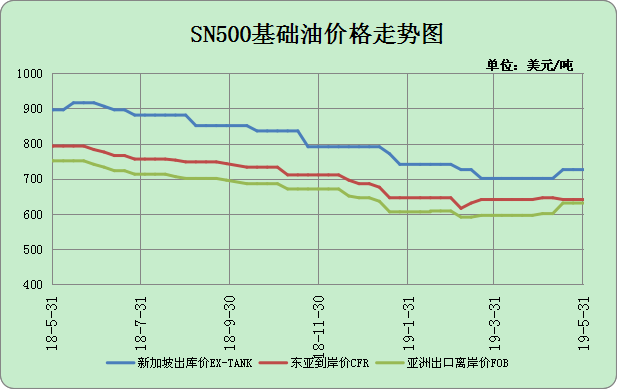 SN500基础油价格走势图
单位：美元/吨
1000
900
800
700
600
500
400
18-5-31
18-7-31
18-9-30
18-11-30
19-1-31
19-3-31
19-5-31
新加坡出库价EX-TANK
东亚到岸价CFR
亚洲出口离岸价FOB